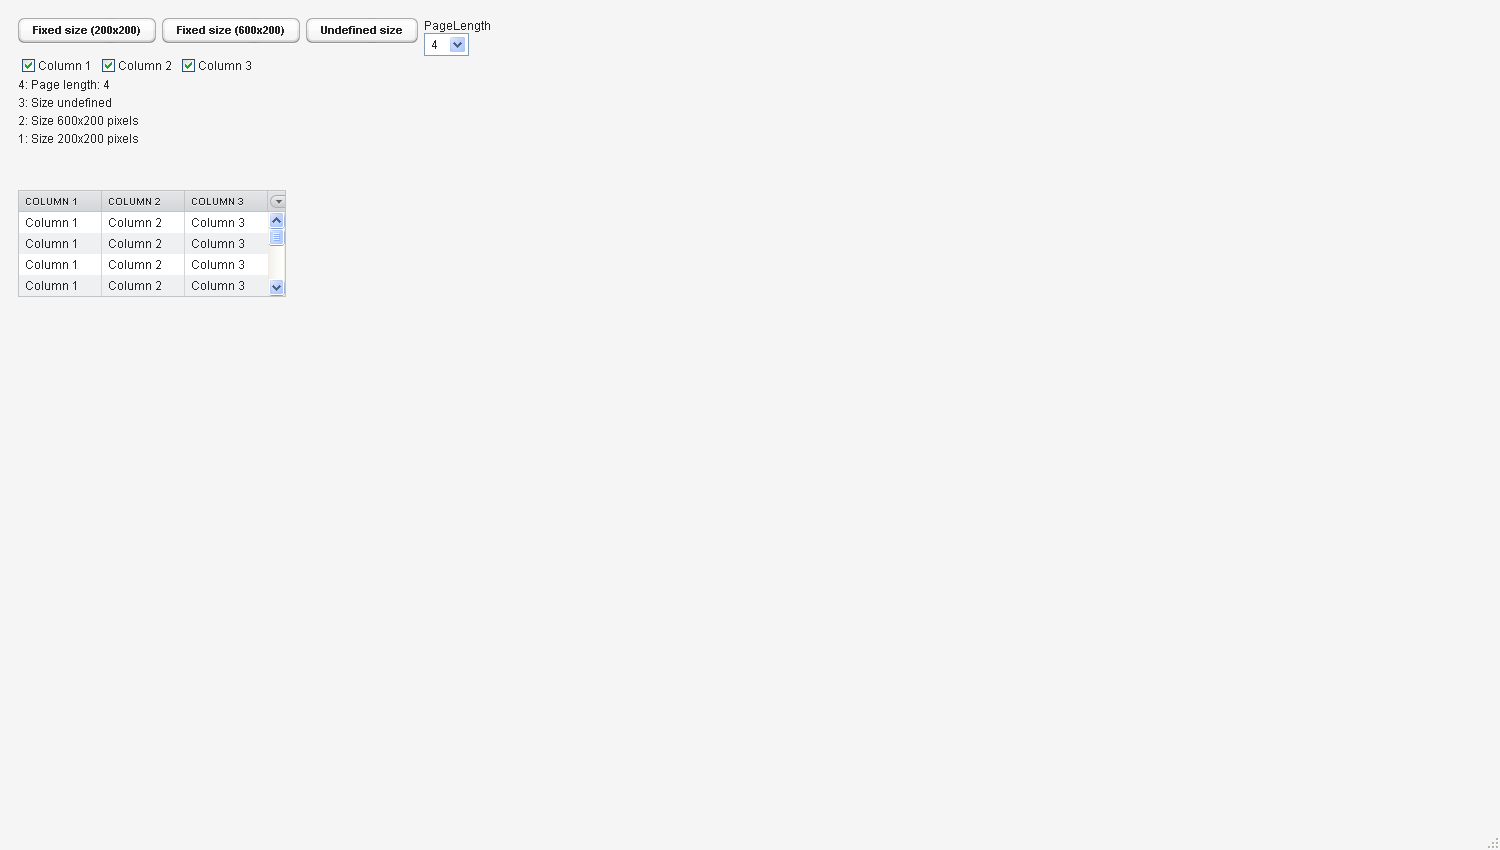 Fixed size (200x200) Fixed size (600x200) Undefined size PageLength
4
Column 1 Column 2 Column 3
4: Page length: 4
3: Size undefined
2: Size 600x200 pixels
1: Size 200x200 pixels
COLUMN 1 COLUMN 2 COLUMN 3
Column 1 Column 2 Column 3
Column 1 Column 2 Column 3
Column 1 Column 2 Column 3
Column 1 Column 2 Column 3